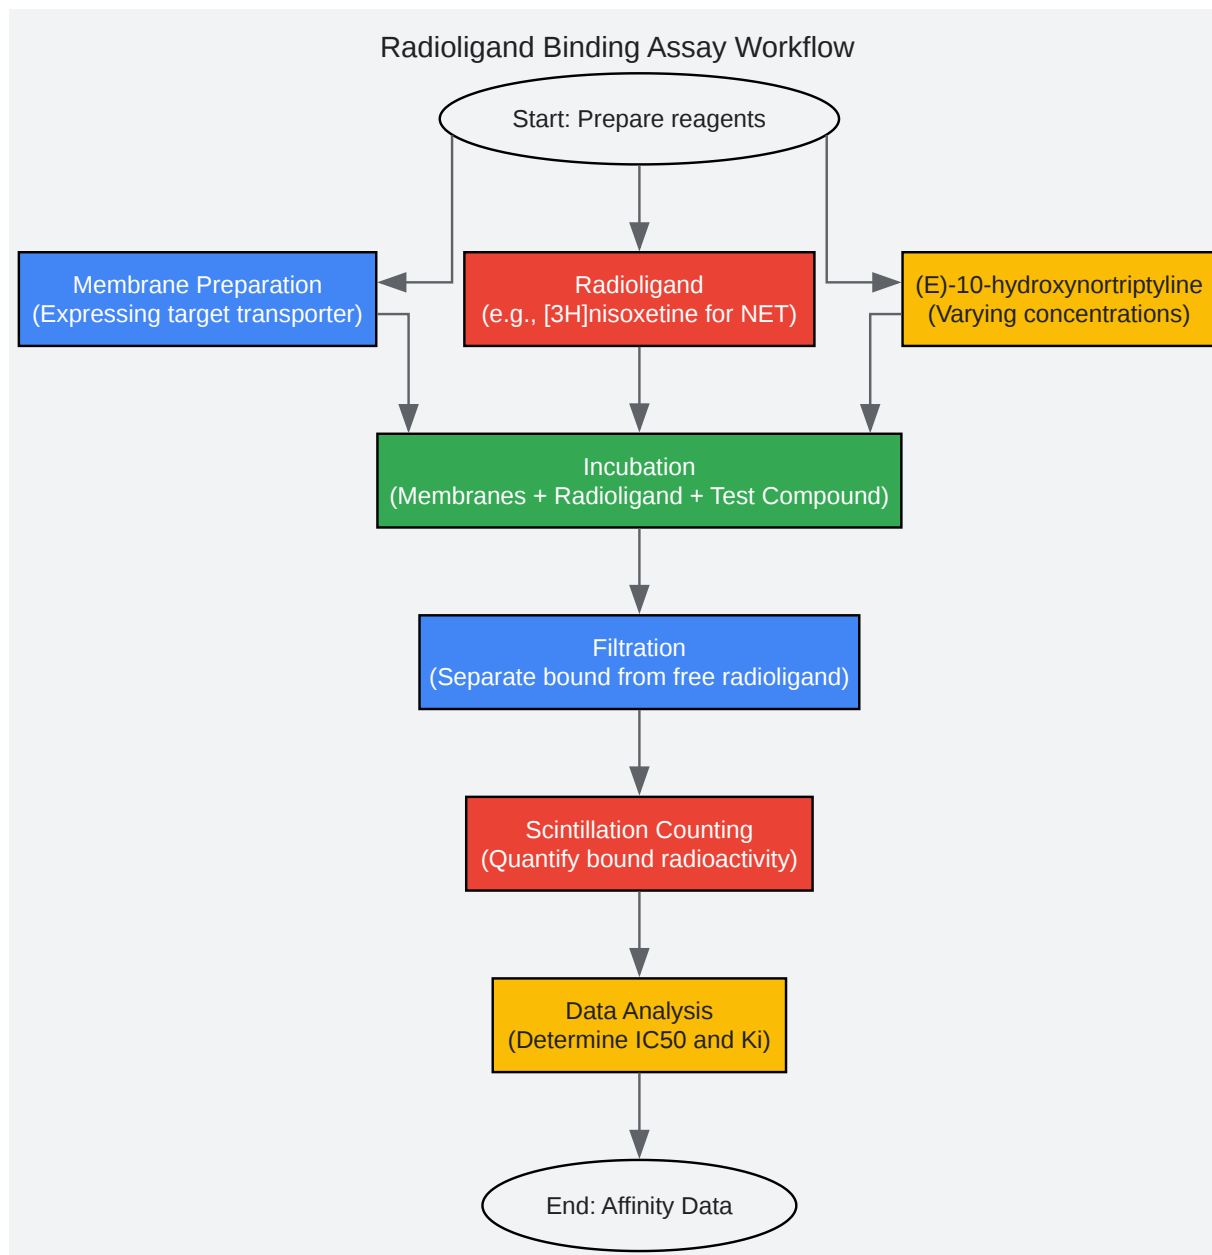 Radioligand Binding Assay Workflow
Start: Prepare reagents
Membrane Preparation
(Expressing target transporter)
Radioligand
(e.g., [3H]nisoxetine for NET)
(E)-10-hydroxynortriptyline
(Varying concentrations)
Incubation
(Membranes + Radioligand + Test Compound)
Filtration
(Separate bound from free radioligand)
Scintillation Counting
(Quantify bound radioactivity)
Data Analysis
(Determine IC50 and Ki)
End: Affinity Data